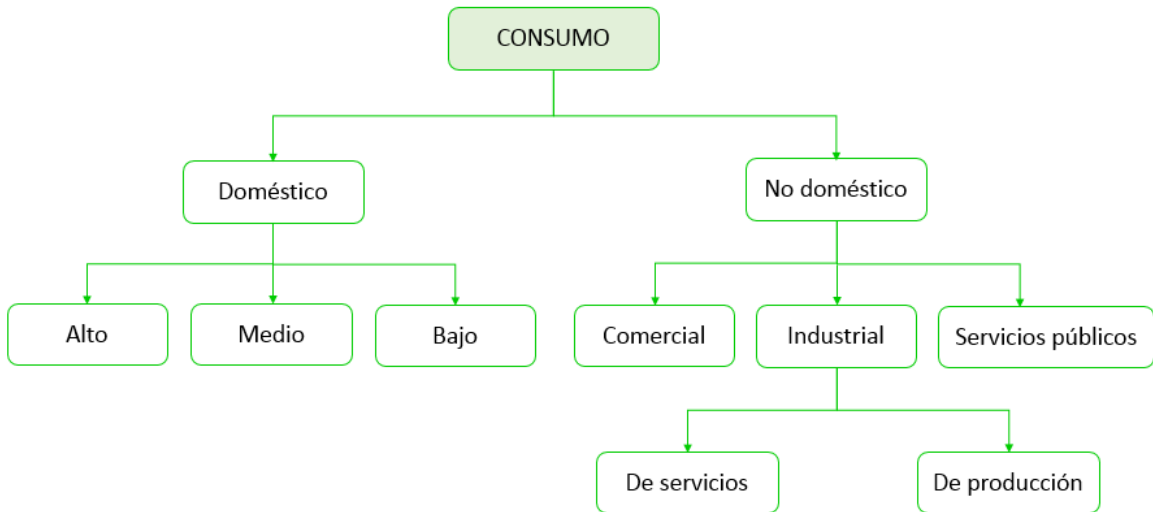 CONSUMO
Doméstico
No doméstico
Alto
Medio
Bajo
Comercial
Industrial
Servicios públicos
De servicios
De producción